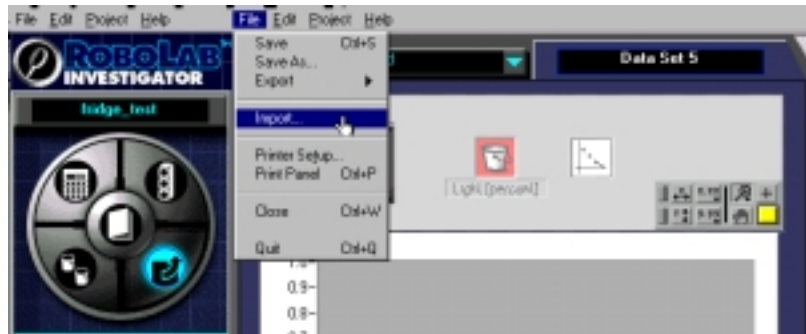 File Edit Project Help
File Edit Project Help
ROBOLAB
INVESTIGATOR
fridge_test
Save Ctrl+S
Save As...
Export
Import...
Printer Setup...
Print Panel Ctrl+P
Close Ctrl+W
Quit Ctrl+Q
Data Set 5
Light [percent]
0.9-
0.8-